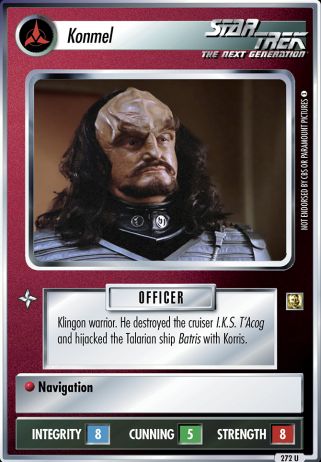 Konmel
STAR TREK
THE NEXT GENERATION
NOT ENDORSED BY CBS OR PARAMOUNT PICTURES
OFFICER
Klingon warrior. He destroyed the cruiser I.K.S. T'Acog
and hijacked the Talarian ship Batris with Korris.
Navigation
INTEGRITY 8 CUNNING 5 STRENGTH 8
272 U